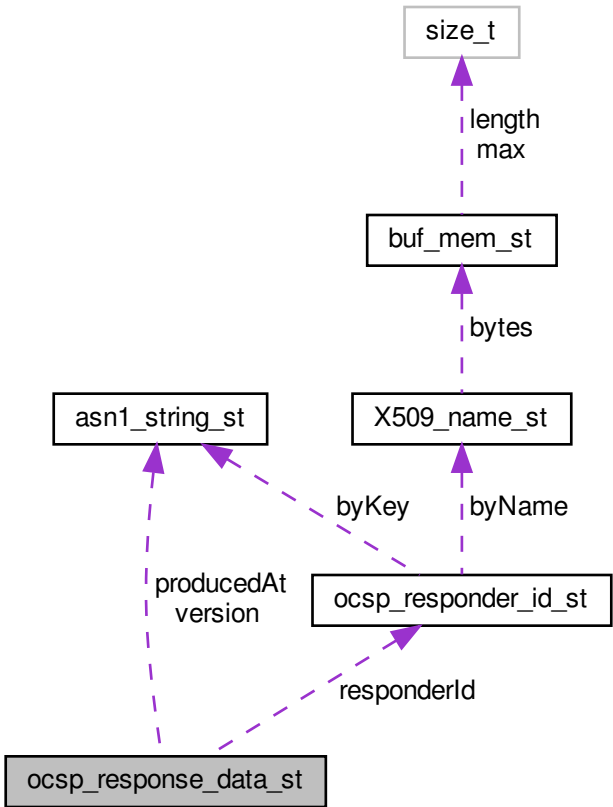 size_t
length
max
buf_mem_st
bytes
asn1_string_st
X509_name_st
byKey
byName
producedAt
version
ocsp_responder_id_st
responderId
ocsp_response_data_st